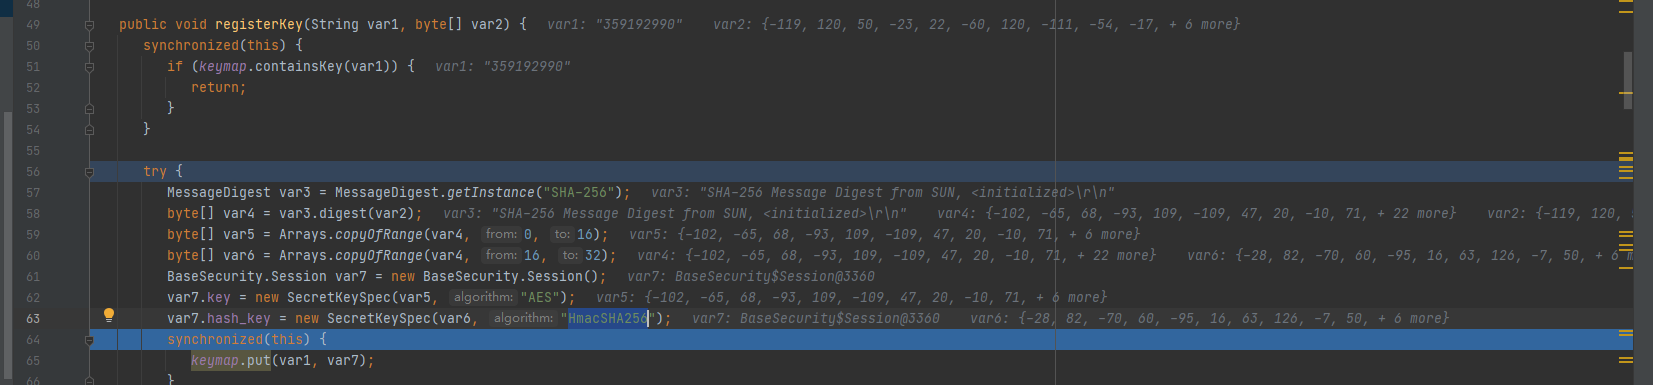 48
49 public void registerKey(String var1, byte[] var2) { var1: "359192990" var2: {-119, 120, 50, -23, 22, -60, 120, -111, -54, -17, + 6 more}
50 synchronized(this) {
51 if (keymap.containsKey(var1)) { var1: "359192990"
52 return;
53 }
54 }
55
56 try {
57 MessageDigest var3 = MessageDigest.getInstance("SHA-256"); var3: "SHA-256 Message Digest from SUN, <initialized>\r\n"
58 byte[] var4 = var3.digest(var2); var3: "SHA-256 Message Digest from SUN, <initialized>\r\n" var4: {-102, -65, 68, -93, 109, -109, 47, 20, -10, 71, + 22 more} var2: {-119, 120,
59 byte[] var5 = Arrays.copyOfRange(var4, from: 0, to: 16); var5: {-102, -65, 68, -93, 109, -109, 47, 20, -10, 71, + 6 more}
60 byte[] var6 = Arrays.copyOfRange(var4, from: 16, to: 32); var4: {-102, -65, 68, -93, 109, -109, 47, 20, -10, 71, + 22 more} var6: {-28, 82, -70, 60, -95, 16, 63, 126, -7, 50, + 6
61 BaseSecurity.Session var7 = new BaseSecurity.Session(); var7: BaseSecurity$Session@3360
62 var7.key = new SecretKeySpec(var5, algorithm: "AES"); var5: {-102, -65, 68, -93, 109, -109, 47, 20, -10, 71, + 6 more}
63 var7.hash_key = new SecretKeySpec(var6, algorithm: "HmacSHA256"); var7: BaseSecurity$Session@3360 var6: {-28, 82, -70, 60, -95, 16, 63, 126, -7, 50, + 6 more}
64 synchronized(this) {
65 keymap.put(var1, var7);
66 }